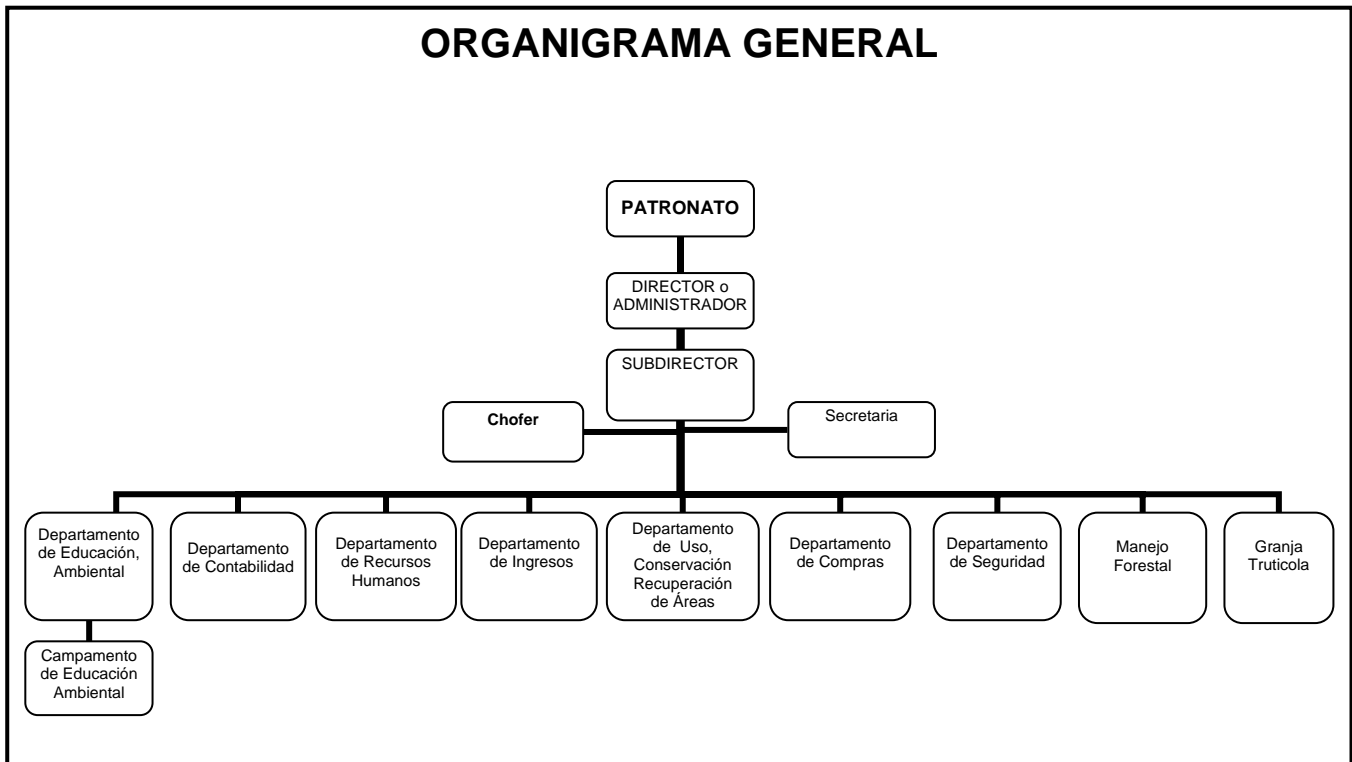 ORGANIGRAMA GENERAL
PATRONATO
DIRECTOR o
ADMINISTRADOR
SUBDIRECTOR
Chofer
Secretaria
Departamento
de Educación,
Ambiental
Departamento
de Contabilidad
Departamento
de Recursos
Humanos
Departamento
de Ingresos
Departamento
de Uso,
Conservación
Recuperación
de Áreas
Departamento
de Compras
Departamento
de Seguridad
Manejo
Forestal
Granja
Truticola
Campamento
de Educación
Ambiental